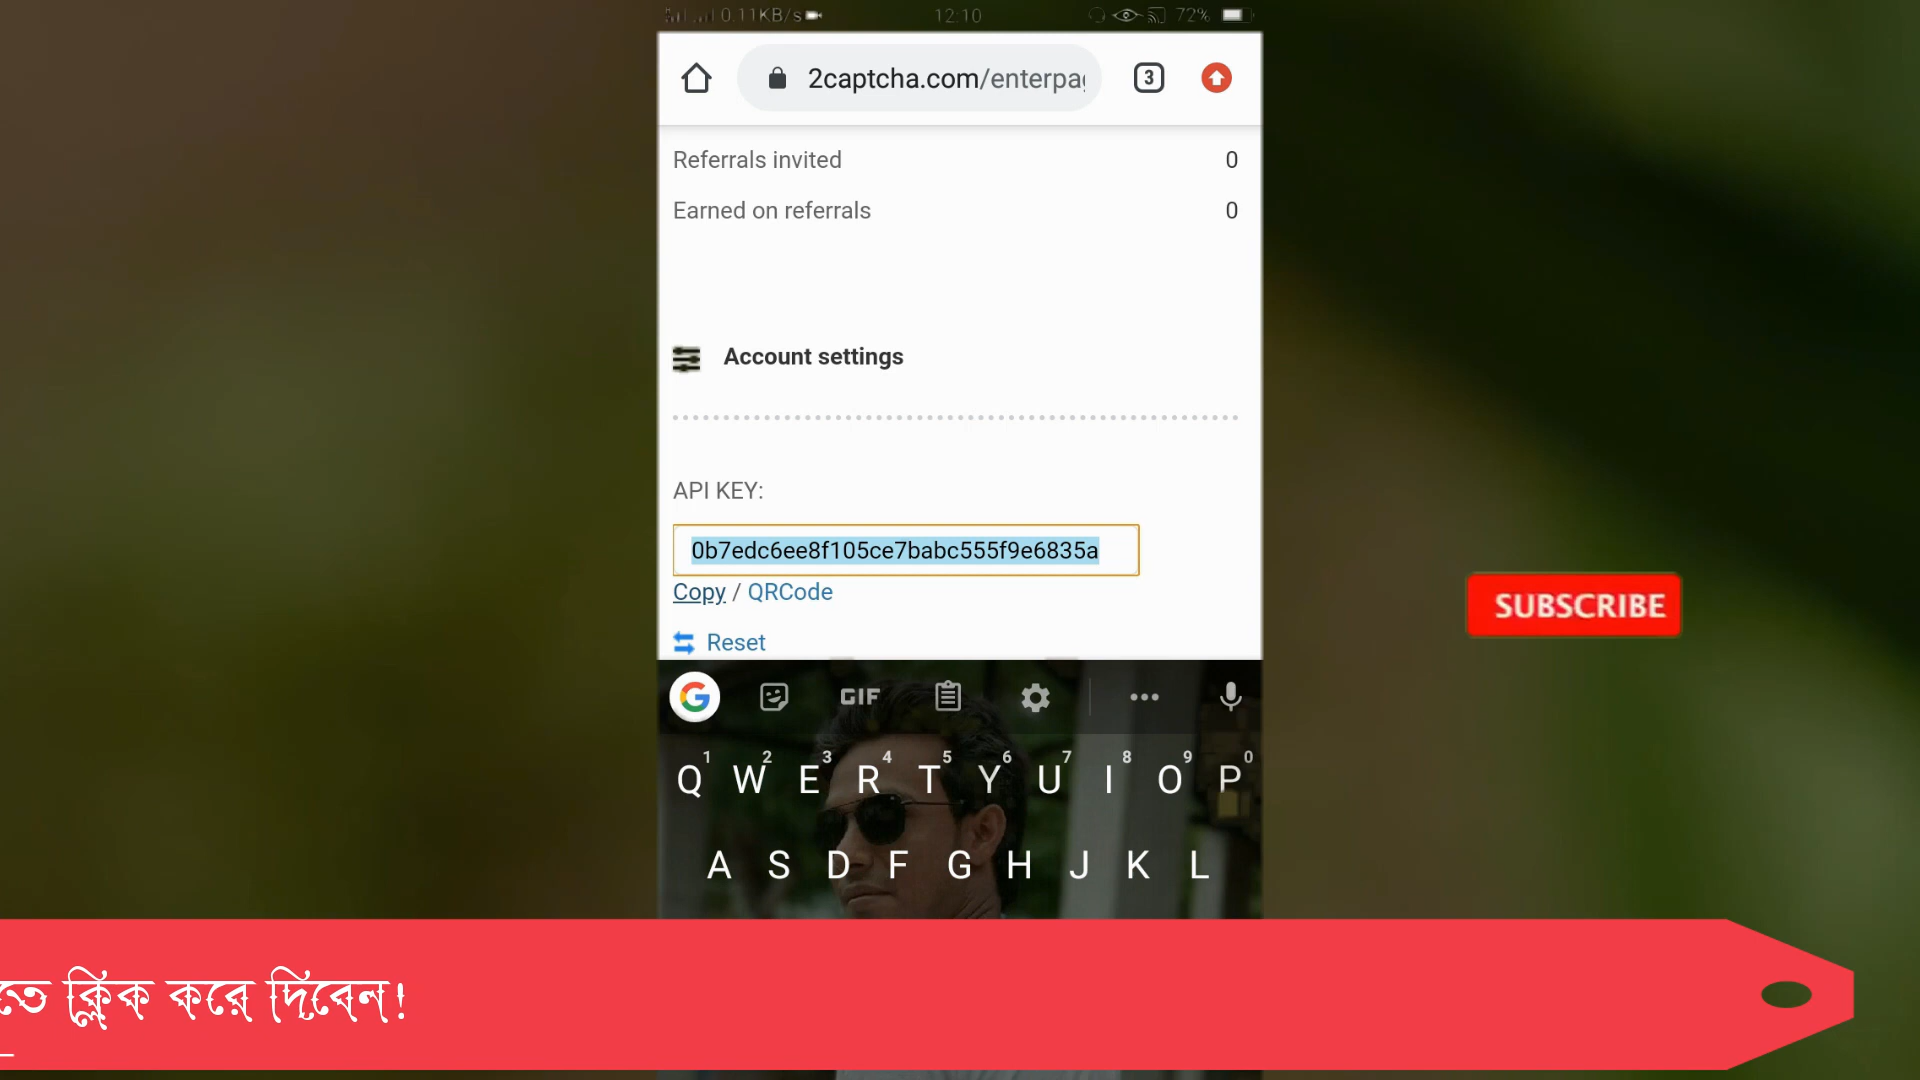 0.11KB/s
12:10
72%
2captcha.com/enterpa
3
Referrals invited 0
Earned on referrals 0
Account settings
API KEY:
0b7edc6ee8f105ce7babc555f9e6835a
Copy / QRCode
Reset
SUBSCRIBE
G GIF
1 2 3 4 5 6 7 8 9 0
Q W E R T Y U I O P
A S D F G H J K L
তে ক্লিক করে দিবেন!